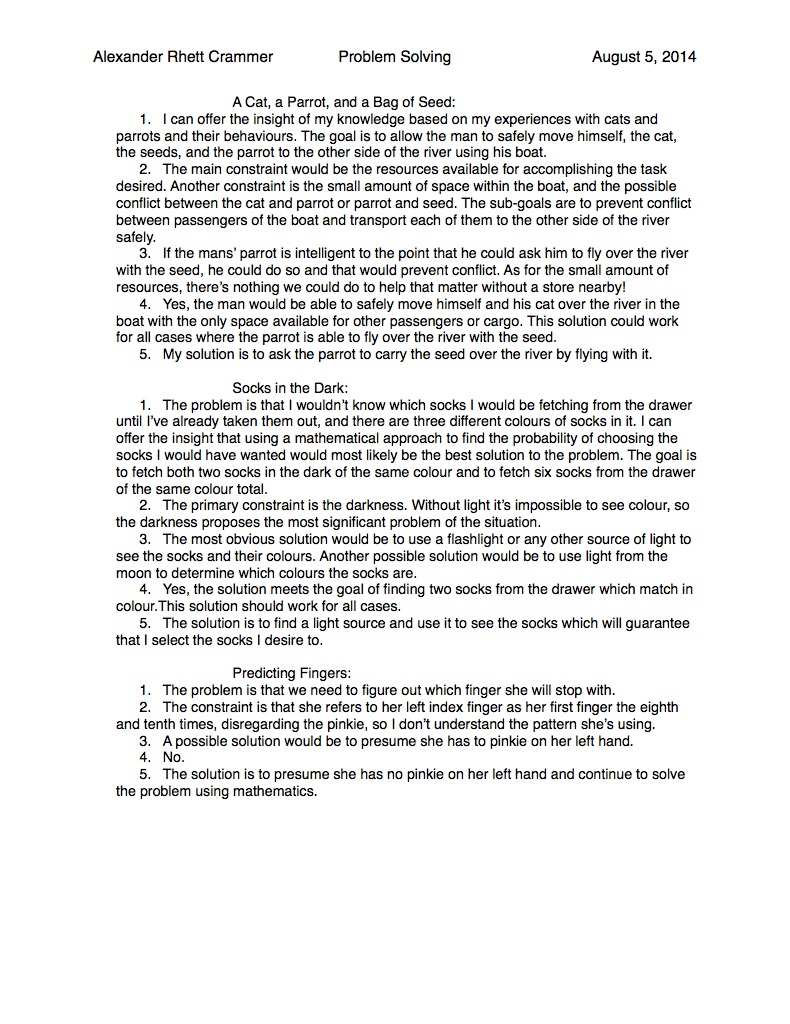 Alexander Rhett Crammer Problem Solving August 5, 2014
A Cat, a Parrot, and a Bag of Seed:
1. I can offer the insight of my knowledge based on my experiences with cats and
parrots and their behaviours. The goal is to allow the man to safely move himself, the cat,
the seeds, and the parrot to the other side of the river using his boat.
2. The main constraint would be the resources available for accomplishing the task
desired. Another constraint is the small amount of space within the boat, and the possible
conflict between the cat and parrot or parrot and seed. The sub-goals are to prevent conflict
between passengers of the boat and transport each of them to the other side of the river
safely.
3. If the mans' parrot is intelligent to the point that he could ask him to fly over the river
with the seed, he could do so and that would prevent conflict. As for the small amount of
resources, there's nothing we could do to help that matter without a store nearby!
4. Yes, the man would be able to safely move himself and his cat over the river in the
boat with the only space available for other passengers or cargo. This solution could work
for all cases where the parrot is able to fly over the river with the seed.
5. My solution is to ask the parrot to carry the seed over the river by flying with it.
Socks in the Dark:
1. The problem is that I wouldn't know which socks I would be fetching from the drawer
until I've already taken them out, and there are three different colours of socks in it. I can
offer the insight that using a mathematical approach to find the probability of choosing the
socks I would have wanted would most likely be the best solution to the problem. The goal is
to fetch both two socks in the dark of the same colour and to fetch six socks from the drawer
of the same colour total.
2. The primary constraint is the darkness. Without light it's impossible to see colour, so
the darkness proposes the most significant problem of the situation.
3. The most obvious solution would be to use a flashlight or any other source of light to
see the socks and their colours. Another possible solution would be to use light from the
moon to determine which colours the socks are.
4. Yes, the solution meets the goal of finding two socks from the drawer which match in
colour.This solution should work for all cases.
5. The solution is to find a light source and use it to see the socks which will guarantee
that I select the socks I desire to.
Predicting Fingers:
1. The problem is that we need to figure out which finger she will stop with.
2. The constraint is that she refers to her left index finger as her first finger the eighth
and tenth times, disregarding the pinkie, so I don't understand the pattern she's using.
3. A possible solution would be to presume she has to pinkie on her left hand.
4. No.
5. The solution is to presume she has no pinkie on her left hand and continue to solve
the problem using mathematics.